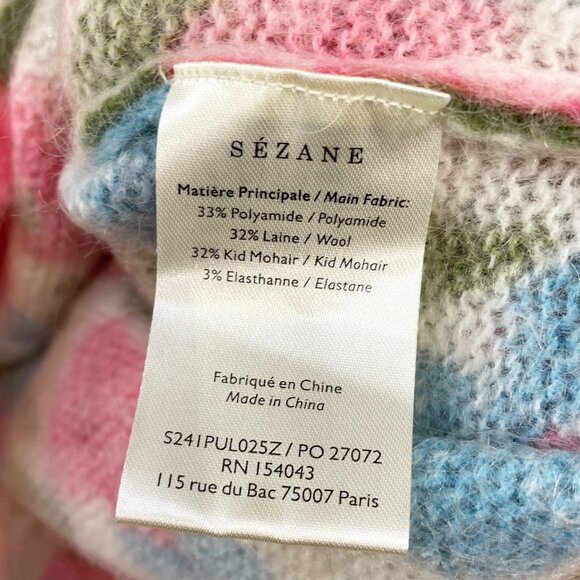 SÉZANE
Matière Principale / Main Fabric:
33% Polyamide / Polyamide
32% Laine / Wool
32% Kid Mohair / Kid Mohair
3% Elasthanne / Elastane
Fabriqué en Chine
Made in China
S241PUL025Z / PO 27072
RN 154043
115 rue du Bac 75007 Paris